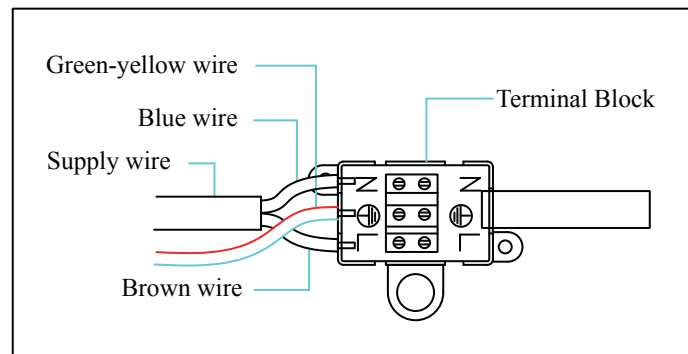 Green-yellow wire
Terminal Block
Blue wire
Supply wire
N N
L L
Brown wire